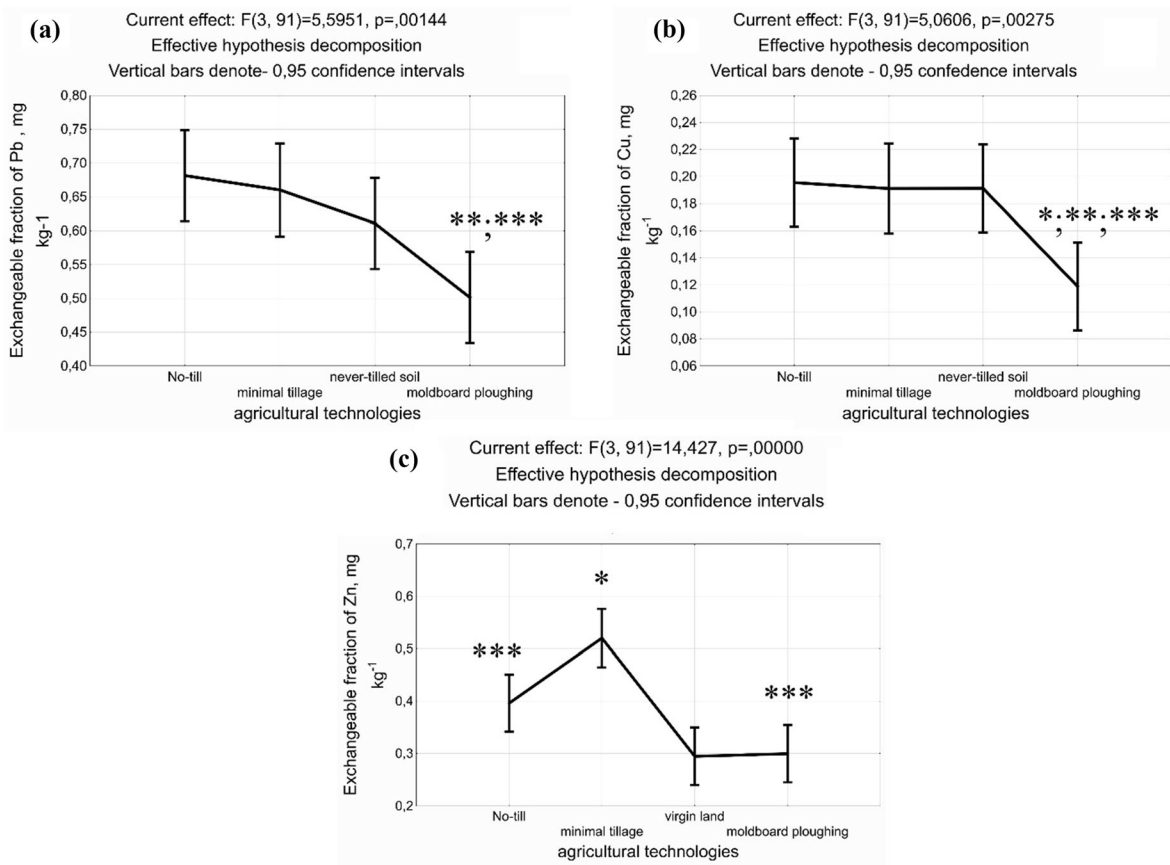 (a)
Current effect: F(3, 91)=5,5951, p=,00144
Effective hypothesis decomposition
Vertical bars denote- 0,95 confidence intervals
Exchangeable fraction of Pb , mg
kg-1
0,80
0,75
0,70
0,65
0,60
0,55
0,50
0,45
0,40
**;***
No-till
never-tilled soil
minimal tillage
moldboard ploughing
agricultural technologies
(b)
Current effect: F(3, 91)=5,0606, p=,00275
Effective hypothesis decomposition
Vertical bars denote - 0,95 confedence intervals
Exchangeable fraction of Cu, mg
kg-1
0,26
0,24
0,22
0,20
0,18
0,16
0,14
0,12
0,10
0,08
0,06
*;**;***
No-till
never-tilled soil
minimal tillage
moldboard ploughing
agricultural technologies
(c)
Current effect: F(3, 91)=14,427, p=,00000
Effective hypothesis decomposition
Vertical bars denote - 0,95 confidence intervals
Exchangeable fraction of Zn, mg
kg-1
0,7
0,6
0,5
0,4
0,3
0,2
***
*
***
No-till
virgin land
minimal tillage
moldboard ploughing
agricultural technologies